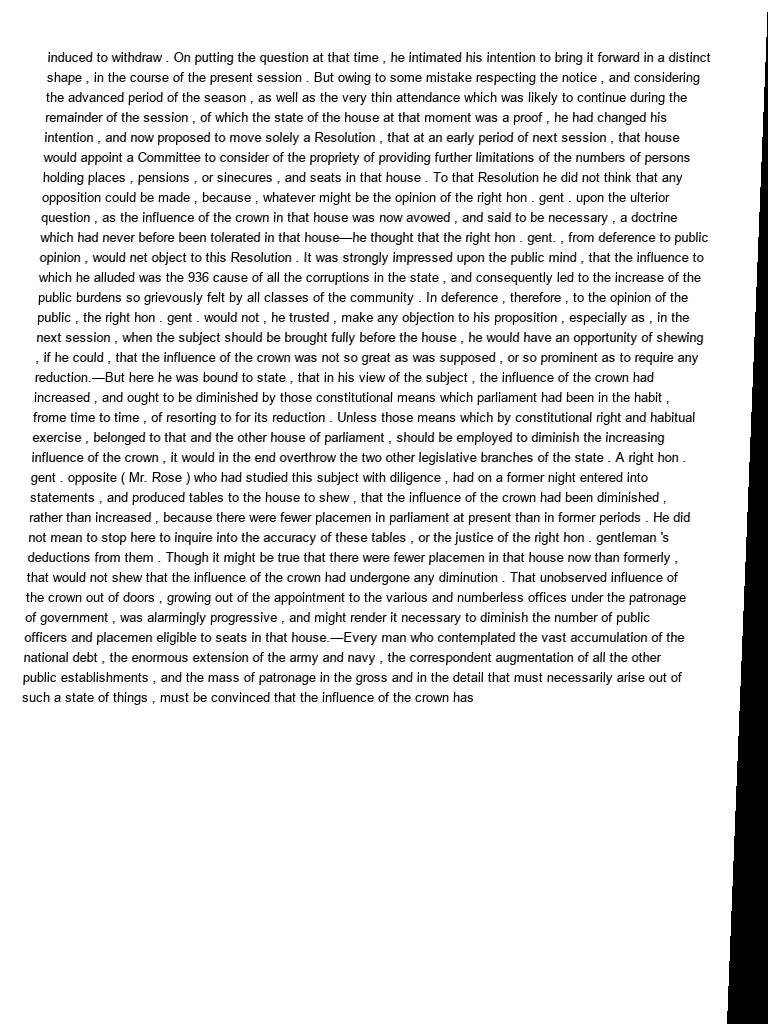 induced to withdraw . On putting the question at that time , he intimated his intention to bring it forward in a distinct
shape , in the course of the present session . But owing to some mistake respecting the notice , and considering
the advanced period of the season , as well as the very thin attendance which was likely to continue during the
remainder of the session , of which the state of the house at that moment was a proof , he had changed his
intention , and now proposed to move solely a Resolution , that at an early period of next session , that house
would appoint a Committee to consider of the propriety of providing further limitations of the numbers of persons
holding places , pensions , or sinecures , and seats in that house . To that Resolution he did not think that any
opposition could be made , because , whatever might be the opinion of the right hon . gent . upon the ulterior
question , as the influence of the crown in that house was now avowed , and said to be necessary , a doctrine
which had never before been tolerated in that house—he thought that the right hon . gent. , from deference to public
opinion , would net object to this Resolution . It was strongly impressed upon the public mind , that the influence to
which he alluded was the 936 cause of all the corruptions in the state , and consequently led to the increase of the
public burdens so grievously felt by all classes of the community . In deference , therefore , to the opinion of the
public , the right hon . gent . would not , he trusted , make any objection to his proposition , especially as , in the
next session , when the subject should be brought fully before the house , he would have an opportunity of shewing
, if he could , that the influence of the crown was not so great as was supposed , or so prominent as to require any
reduction.—But here he was bound to state , that in his view of the subject , the influence of the crown had
increased , and ought to be diminished by those constitutional means which parliament had been in the habit ,
frome time to time , of resorting to for its reduction . Unless those means which by constitutional right and habitual
exercise , belonged to that and the other house of parliament , should be employed to diminish the increasing
influence of the crown , it would in the end overthrow the two other legislative branches of the state . A right hon .
gent . opposite ( Mr. Rose ) who had studied this subject with diligence , had on a former night entered into
statements , and produced tables to the house to shew , that the influence of the crown had been diminished ,
rather than increased , because there were fewer placemen in parliament at present than in former periods . He did
not mean to stop here to inquire into the accuracy of these tables , or the justice of the right hon . gentleman 's
deductions from them . Though it might be true that there were fewer placemen in that house now than formerly ,
that would not shew that the influence of the crown had undergone any diminution . That unobserved influence of
the crown out of doors , growing out of the appointment to the various and numberless offices under the patronage
of government , was alarmingly progressive , and might render it necessary to diminish the number of public
officers and placemen eligible to seats in that house.—Every man who contemplated the vast accumulation of the
national debt , the enormous extension of the army and navy , the correspondent augmentation of all the other
public establishments , and the mass of patronage in the gross and in the detail that must necessarily arise out of
such a state of things , must be convinced that the influence of the crown has